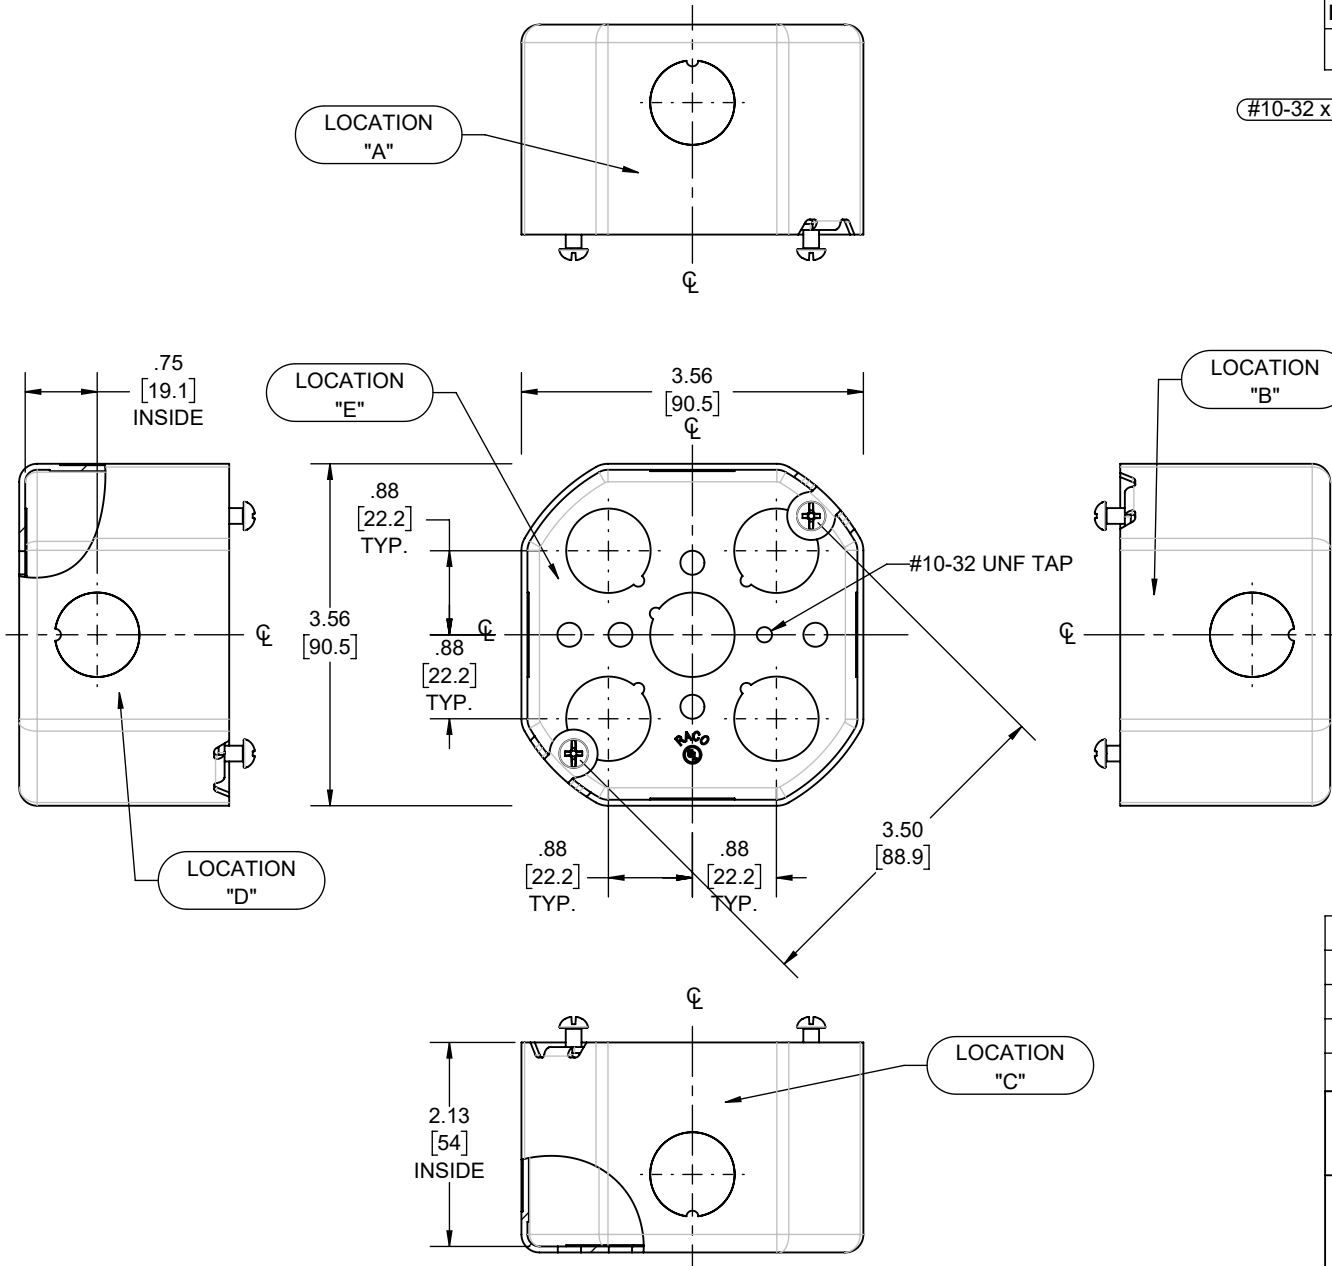 #10-32 x
LOCATION
"A"
℄
.75
[19.1]
INSIDE
LOCATION
"E"
3.56
[90.5]
℄
LOCATION
"B"
.88
[22.2]
TYP.
#10-32 UNF TAP
3.56
[90.5]
℄
℄
℄
.88
[22.2]
TYP.
RACO
UL
3.50
[88.9]
LOCATION
"D"
.88
[22.2]
TYP.
.88
[22.2]
TYP.
℄
LOCATION
"C"
2.13
[54]
INSIDE